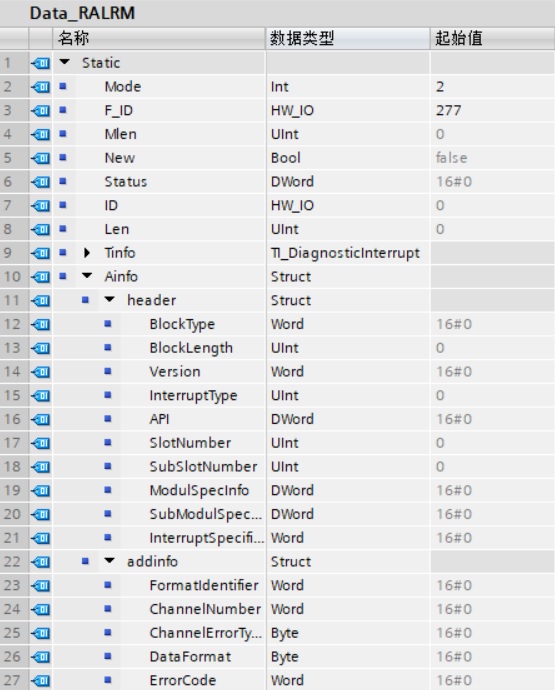 Data_RALRM
名称 数据类型 起始值
1 Static
2 Mode Int 2
3 F_ID HW_IO 277
4 Mlen UInt 0
5 New Bool false
6 Status DWord 16#0
7 ID HW_IO 0
8 Len UInt 0
9 Tinfo TI_DiagnosticInterrupt
10 Ainfo Struct
11 header Struct
12 BlockType Word 16#0
13 BlockLength UInt 0
14 Version Word 16#0
15 InterruptType UInt 0
16 API DWord 16#0
17 SlotNumber UInt 0
18 SubSlotNumber UInt 0
19 ModulSpecInfo DWord 16#0
20 SubModulSpec... DWord 16#0
21 InterruptSpecifi... Word 16#0
22 addinfo Struct
23 FormatIdentifier Word 16#0
24 ChannelNumber Word 16#0
25 ChannelErrorTy... Byte 16#0
26 DataFormat Byte 16#0
27 ErrorCode Word 16#0